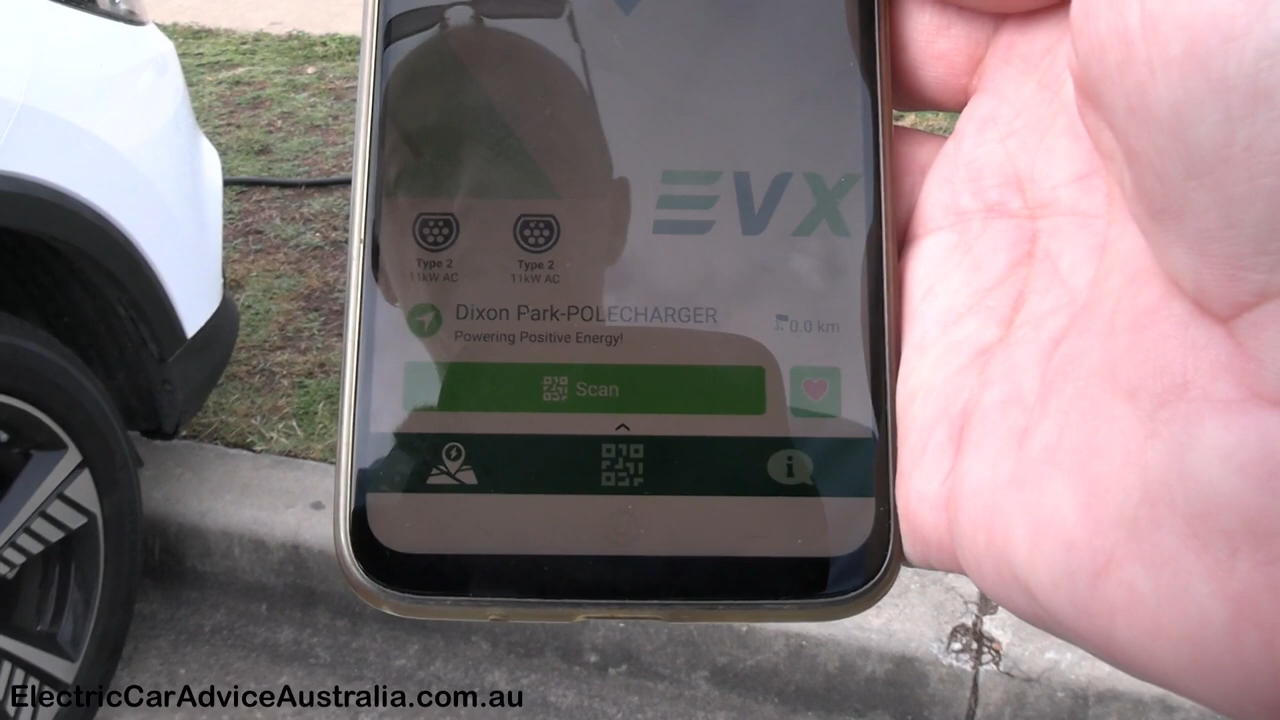 EVX
Type 2
11kW AC
Type 2
11kW AC
Dixon Park-POLECHARGER
0.0 km
Powering Positive Energy!
Scan
ElectricCarAdviceAustralia.com.au